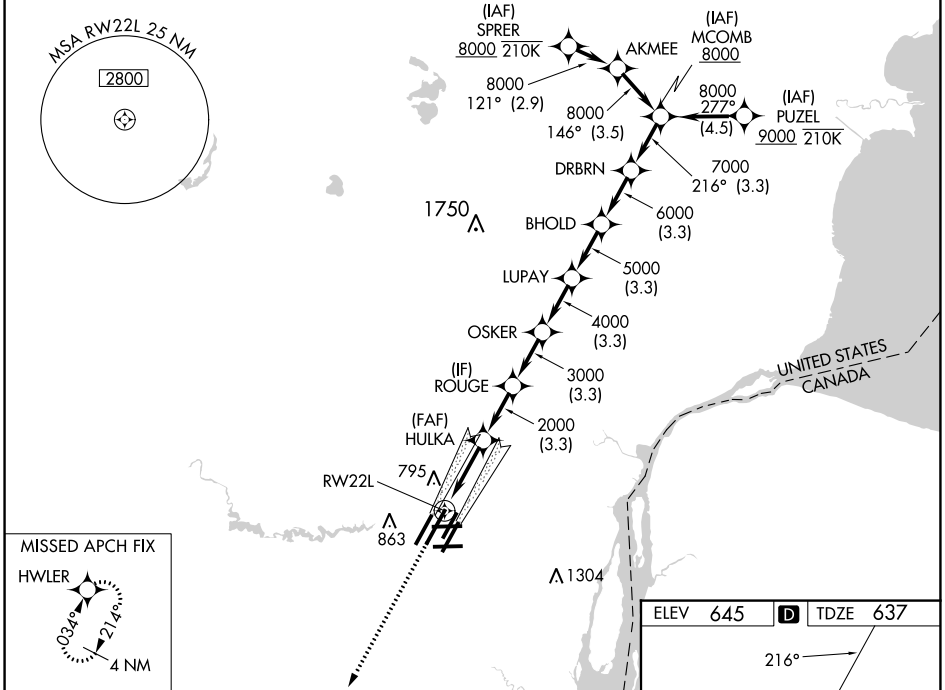 MSA RW22L 25 NM
2800
(IAF)
SPRER
8000 210K
8000
121° (2.9)
AKMEE
8000
146° (3.5)
(IAF)
MCOMB
8000
8000
277°
(4.5)
(IAF)
PUZEL
9000 210K
7000
216° (3.3)
DRBRN
6000
(3.3)
1750
BHOLD
5000
(3.3)
LUPAY
4000
(3.3)
OSKER
3000
(3.3)
(IF)
ROUGE
2000
(3.3)
(FAF)
HULKA
UNITED STATES
CANADA
795
RW22L
863
1304
MISSED APCH FIX
HWLER
034°
214°
4 NM
ELEV 645 D TDZE 637
216°